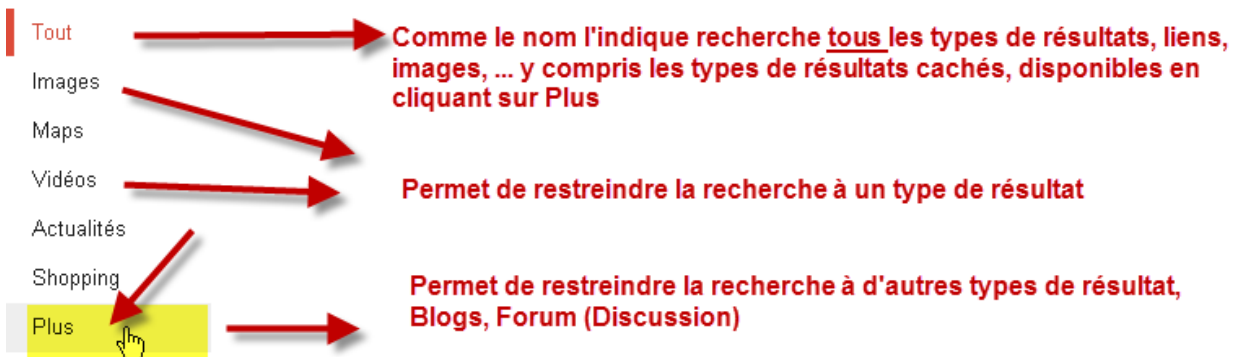 Tout
Comme le nom l'indique recherche tous les types de résultats, liens,
images, ... y compris les types de résultats cachés, disponibles en
cliquant sur Plus
Images
Maps
Vidéos
Permet de restreindre la recherche à un type de résultat
Actualités
Shopping
Permet de restreindre la recherche à d'autres types de résultat,
Blogs, Forum (Discussion)
Plus